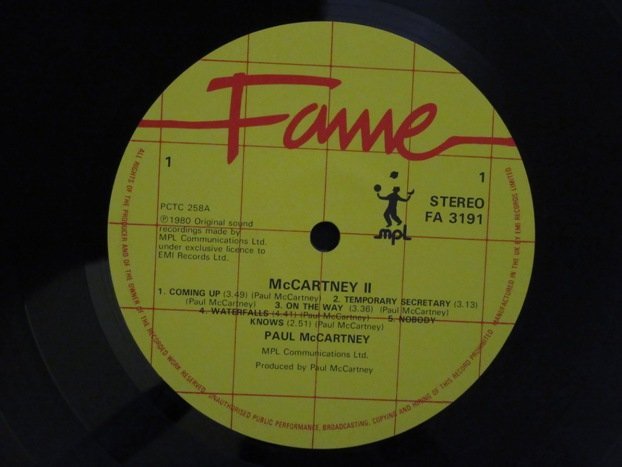 Fame
1
1
PCTC 258A
℗ 1980 Original sound
recordings made by
MPL Communications Ltd.
under exclusive licence to
EMI Records Ltd.
mpl
STEREO
FA 3191
McCARTNEY II
1. COMING UP (3.49) (Paul McCartney) 2. TEMPORARY SECRETARY (3.13)
(Paul McCartney) 3. ON THE WAY (3.36) (Paul McCartney)
4. WATERFALLS (4.41) (Paul McCartney) 5. NOBODY
KNOWS (2.51) (Paul McCartney)
PAUL McCARTNEY
MPL Communications Ltd.
Produced by Paul McCartney
ALL RIGHTS OF THE PRODUCER AND OF THE OWNER OF THE RECORDED WORK RESERVED. UNAUTHORISED PUBLIC PERFORMANCE, BROADCASTING, COPYING AND HIRING OF THIS RECORD PROHIBITED. MANUFACTURED IN THE UK BY EMI RECORDS LIMITED